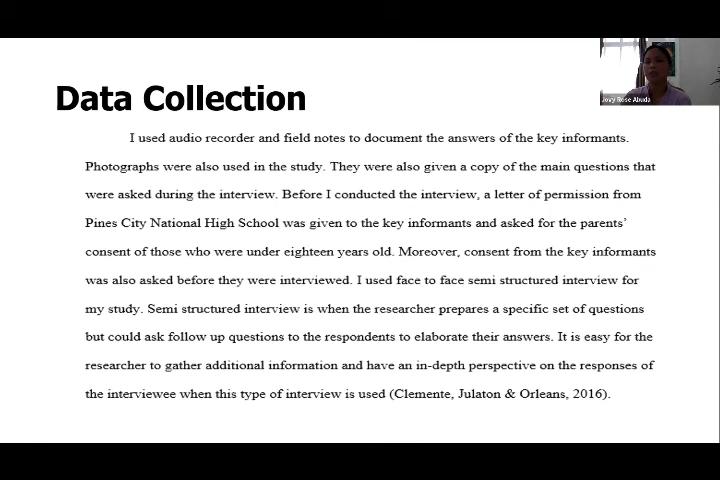 Jovy Rose Abuda
Data Collection
I used audio recorder and field notes to document the answers of the key informants.
Photographs were also used in the study. They were also given a copy of the main questions that
were asked during the interview. Before I conducted the interview, a letter of permission from
Pines City National High School was given to the key informants and asked for the parents'
consent of those who were under eighteen years old. Moreover, consent from the key informants
was also asked before they were interviewed. I used face to face semi structured interview for
my study. Semi structured interview is when the researcher prepares a specific set of questions
but could ask follow up questions to the respondents to elaborate their answers. It is easy for the
researcher to gather additional information and have an in-depth perspective on the responses of
the interviewee when this type of interview is used (Clemente, Julaton & Orleans, 2016).